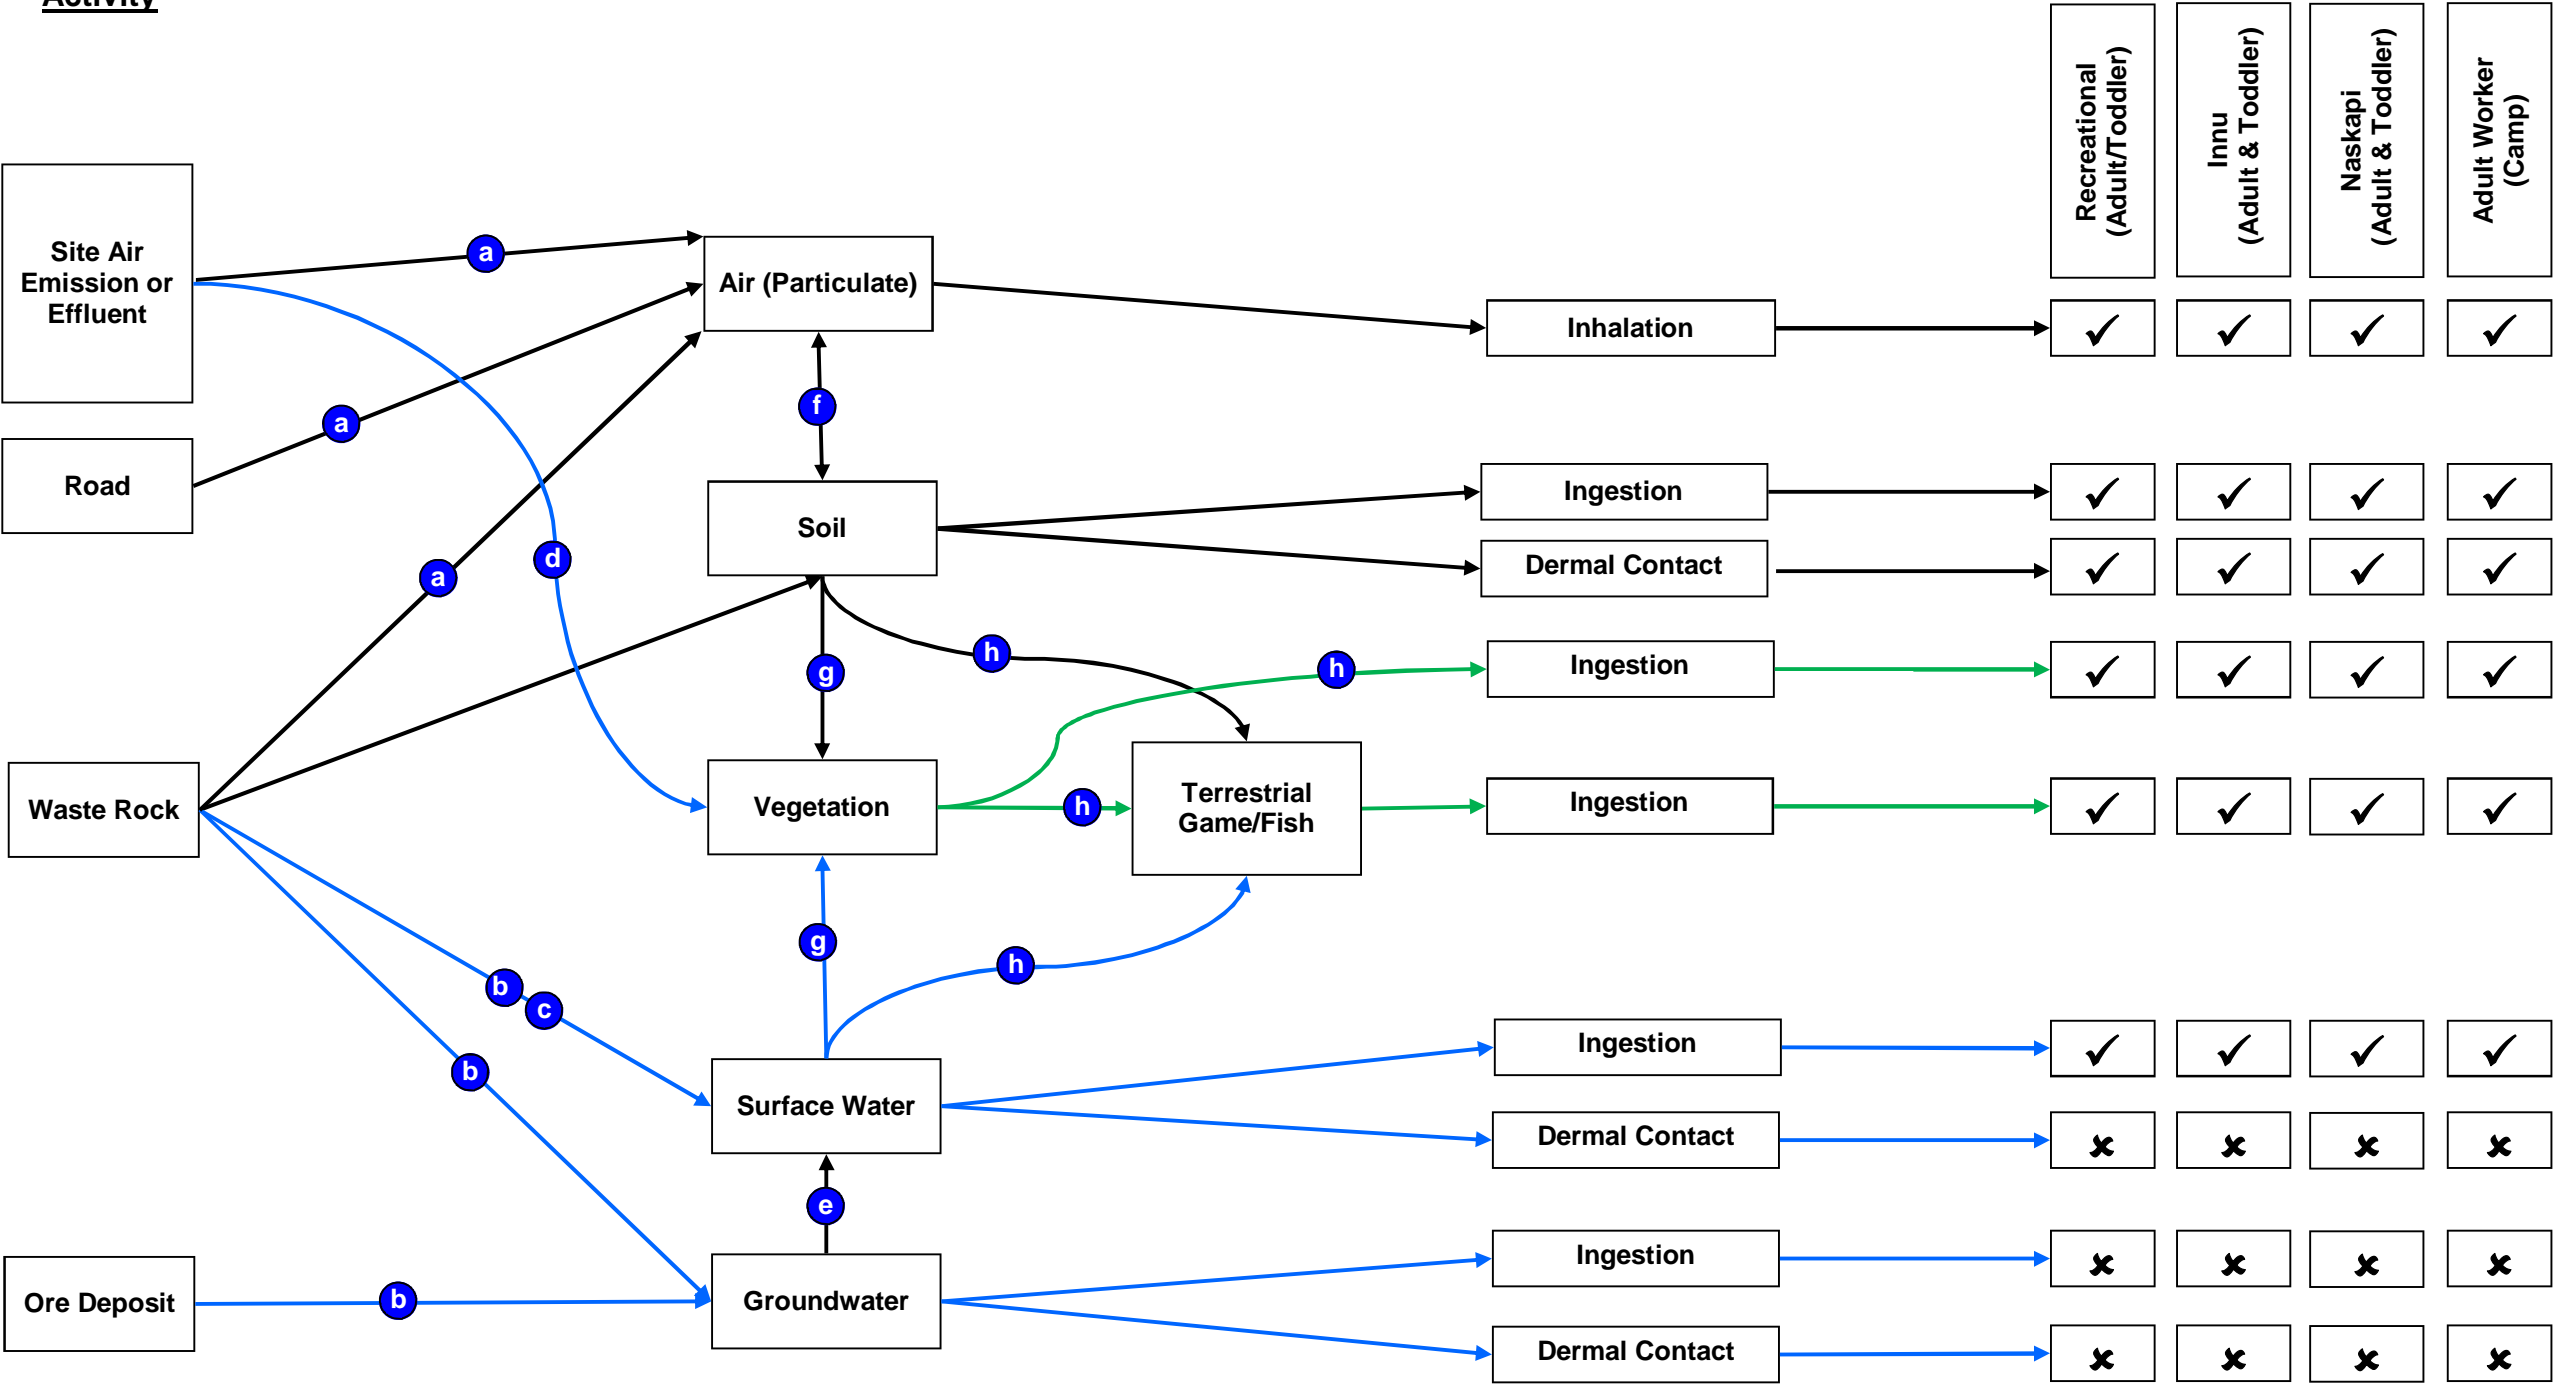 Activity
Recreational
(Adult/Toddler)
Innu
(Adult & Toddler)
Naskapi
(Adult & Toddler)
Adult Worker
(Camp)
Site Air
Emission or
Effluent
a
Air (Particulate)
Inhalation
✓ ✓ ✓ ✓
a
f
Road
Soil
Ingestion
✓ ✓ ✓ ✓
Dermal Contact
✓ ✓ ✓ ✓
a
d
g
h
h
Ingestion
✓ ✓ ✓ ✓
Waste Rock
Vegetation
h
Terrestrial
Game/Fish
Ingestion
✓ ✓ ✓ ✓
g
h
b
c
b
Surface Water
Ingestion
✓ ✓ ✓ ✓
Dermal Contact
✗ ✗ ✗ ✗
e
Ore Deposit
b
Groundwater
Ingestion
✗ ✗ ✗ ✗
Dermal Contact
✗ ✗ ✗ ✗